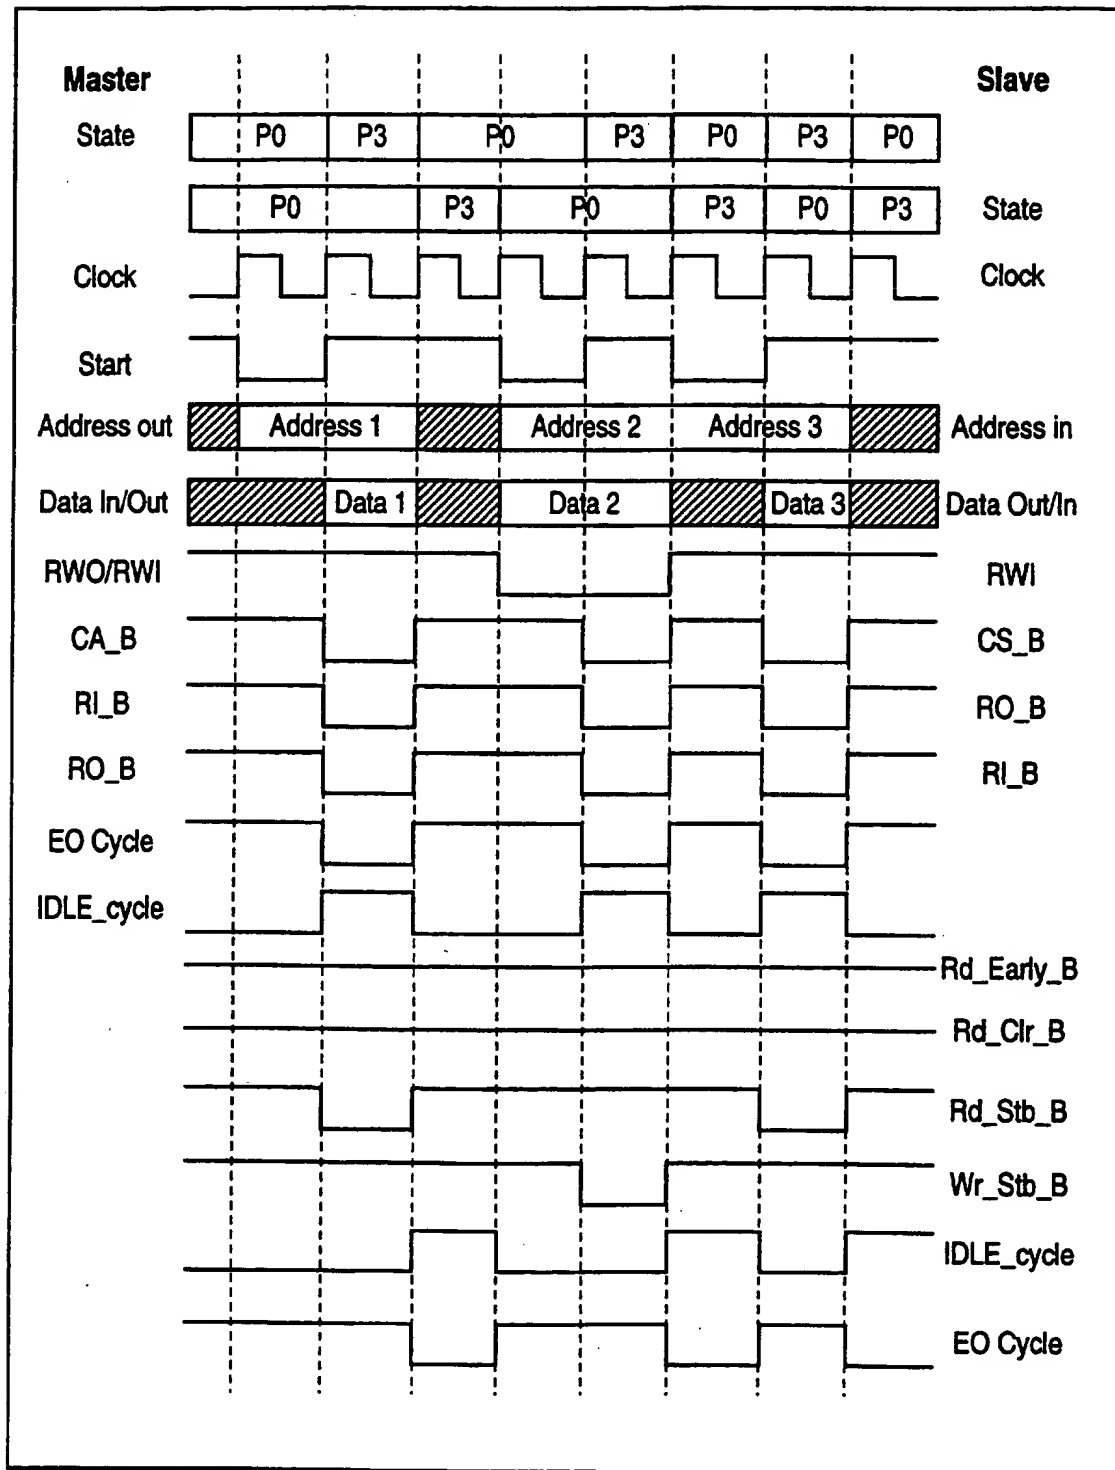 Master Slave
State P0 P3 P0 P3 P0 P3 P0
P0 P3 P0 P3 P0 P3 State
Clock Clock
Start
Address out Address 1 Address 2 Address 3 Address in
Data In/Out Data 1 Data 2 Data 3 Data Out/In
RWO/RWI RWI
CA_B CS_B
RI_B RO_B
RO_B RI_B
EO Cycle
IDLE_cycle
Rd_Early_B
Rd_Clr_B
Rd_Stb_B
Wr_Stb_B
IDLE_cycle
EO Cycle